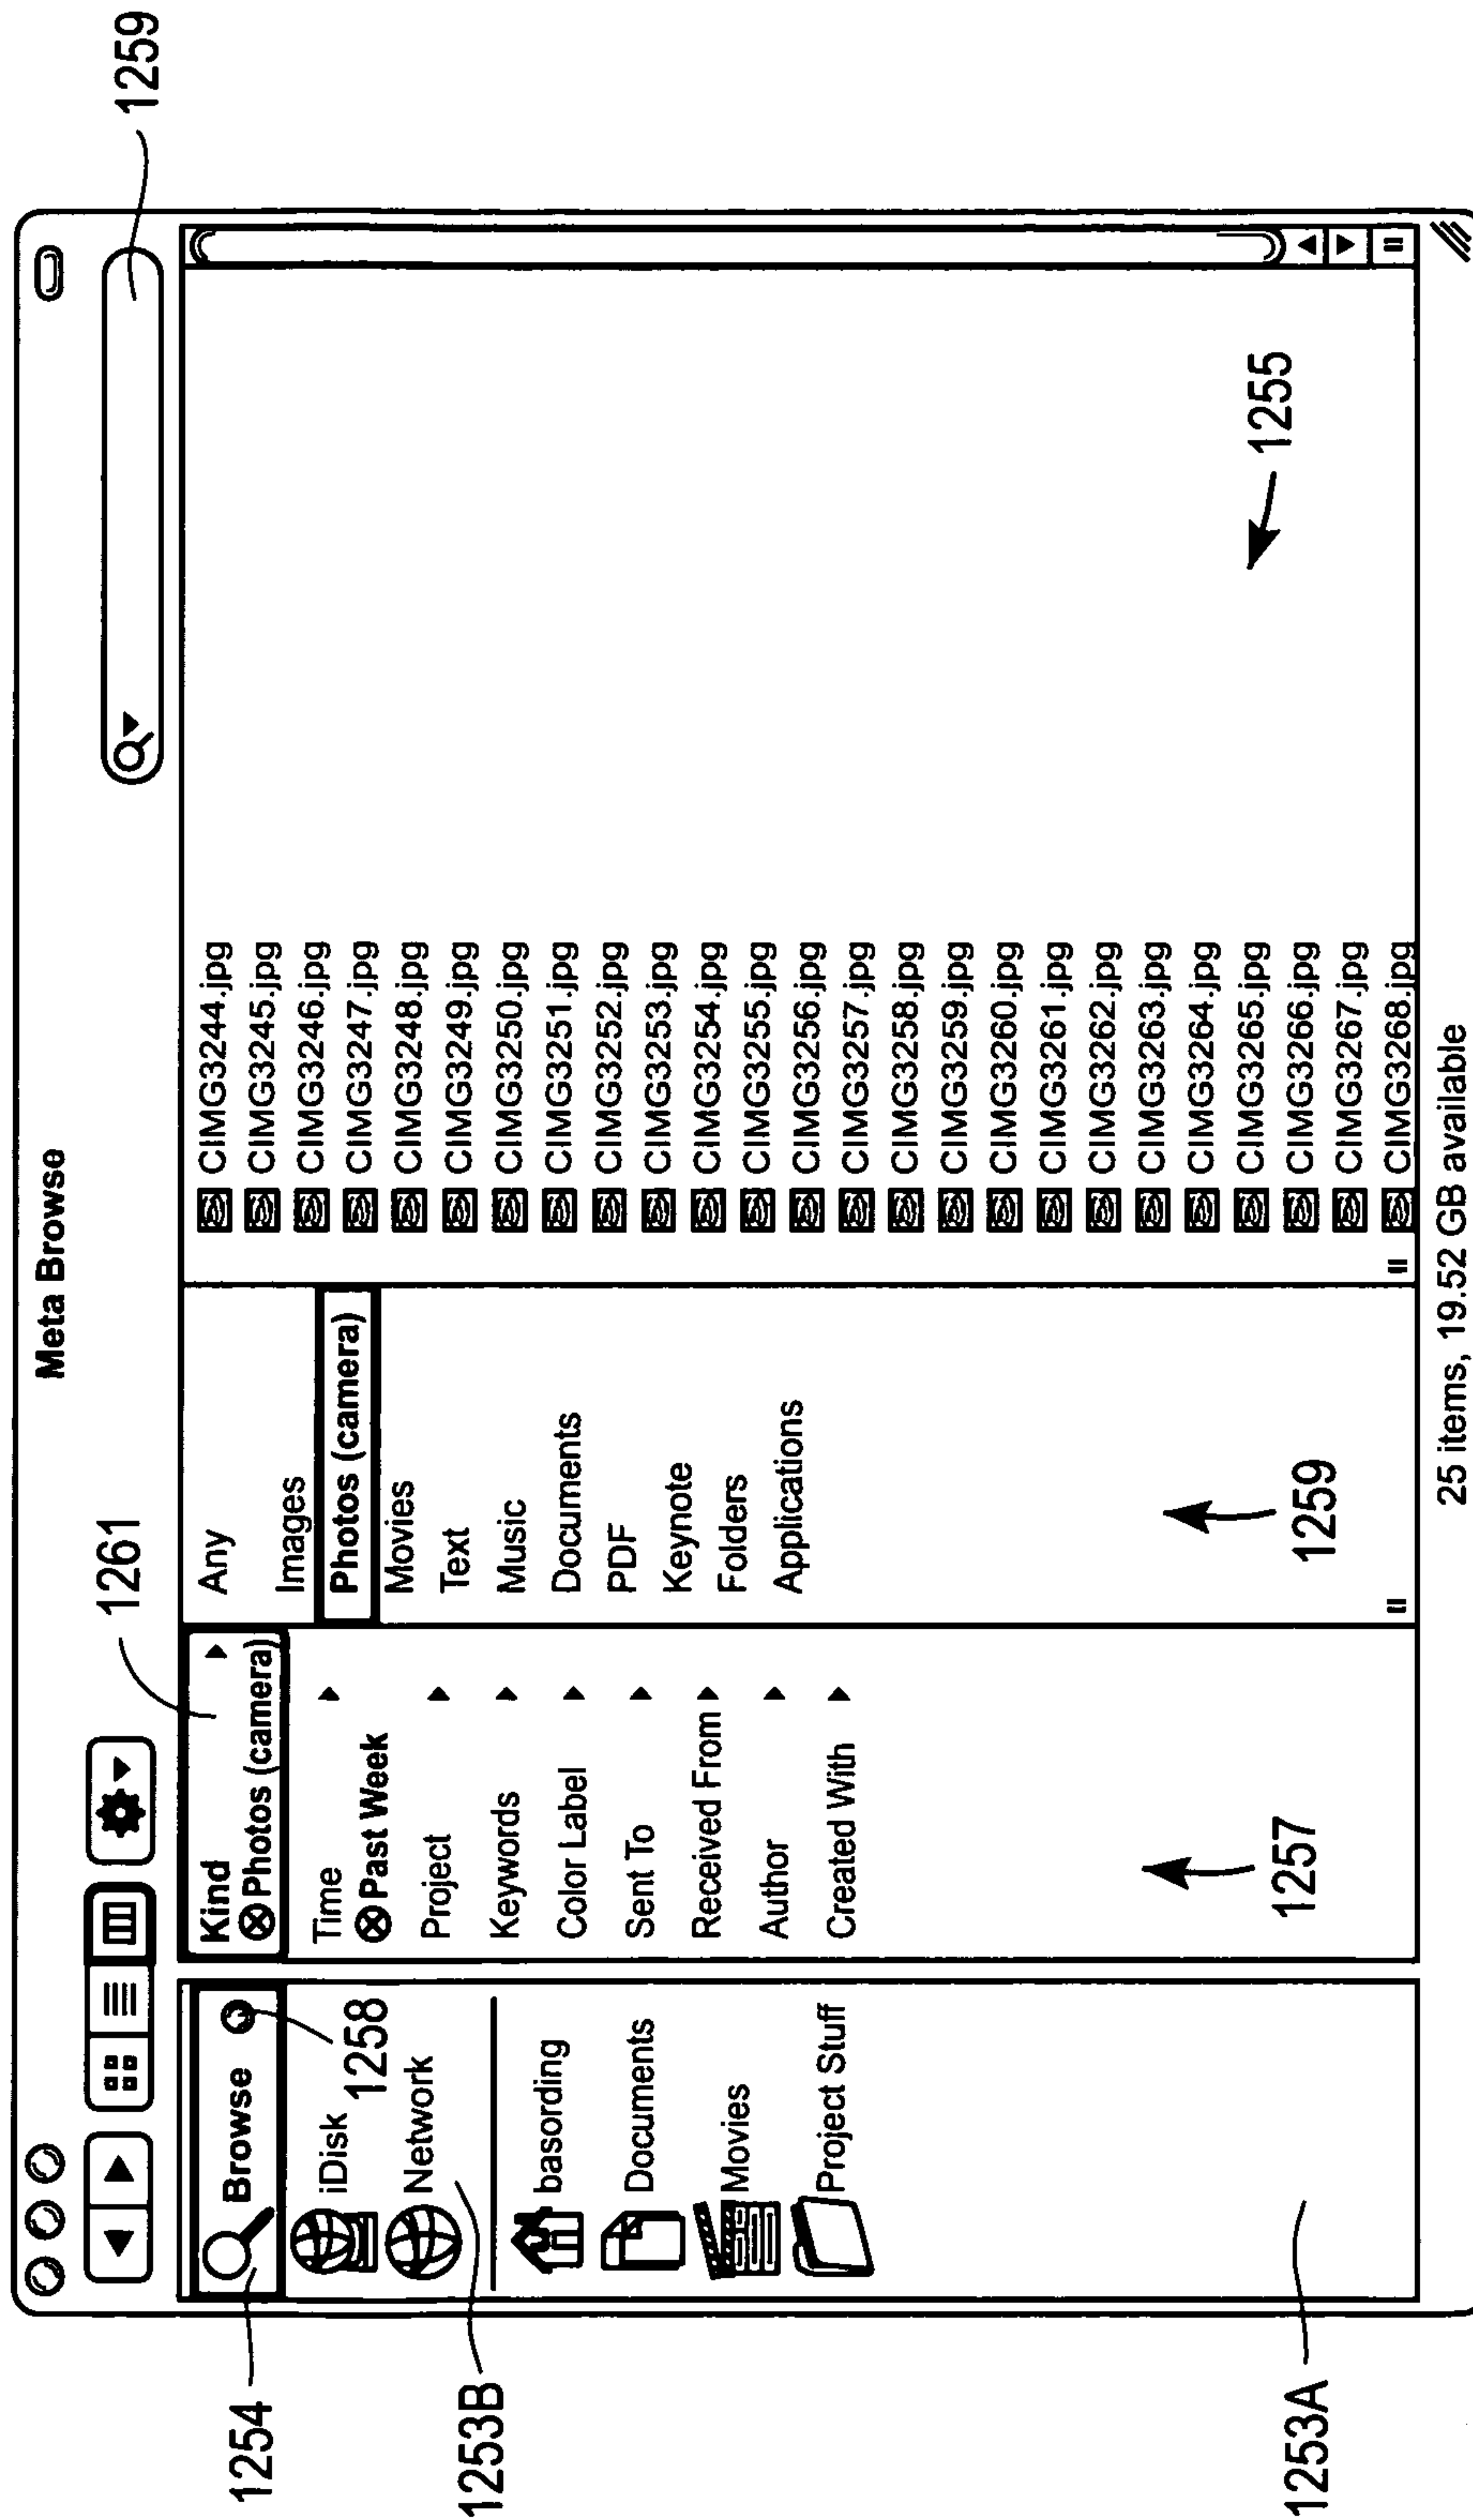 1259
Meta Browse
1261
1254
Browse
1258
iDisk
Network
1253B
basording
Documents
Movies
Project Stuff
1253A
Kind
Photos (camera)
Time
Past Week
Project
Keywords
Color Label
Sent To
Received From
Author
Created With
1257
Any
Images
Photos (camera)
Movies
Text
Music
Documents
PDF
Keynote
Folders
Applications
1259
CIMG3244.jpg
CIMG3245.jpg
CIMG3246.jpg
CIMG3247.jpg
CIMG3248.jpg
CIMG3249.jpg
CIMG3250.jpg
CIMG3251.jpg
CIMG3252.jpg
CIMG3253.jpg
CIMG3254.jpg
CIMG3255.jpg
CIMG3256.jpg
CIMG3257.jpg
CIMG3258.jpg
CIMG3259.jpg
CIMG3260.jpg
CIMG3261.jpg
CIMG3262.jpg
CIMG3263.jpg
CIMG3264.jpg
CIMG3265.jpg
CIMG3266.jpg
CIMG3267.jpg
CIMG3268.jpg
1255
25 items, 19.52 GB available